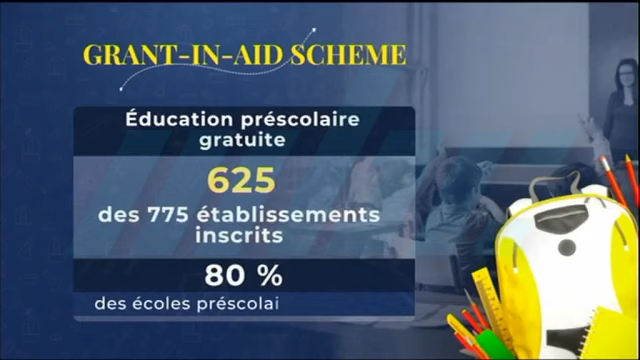 GRANT-IN-AID SCHEME
Éducation préscolaire
gratuite
625
des 775 établissements
inscrits
80 %
des écoles préscolai